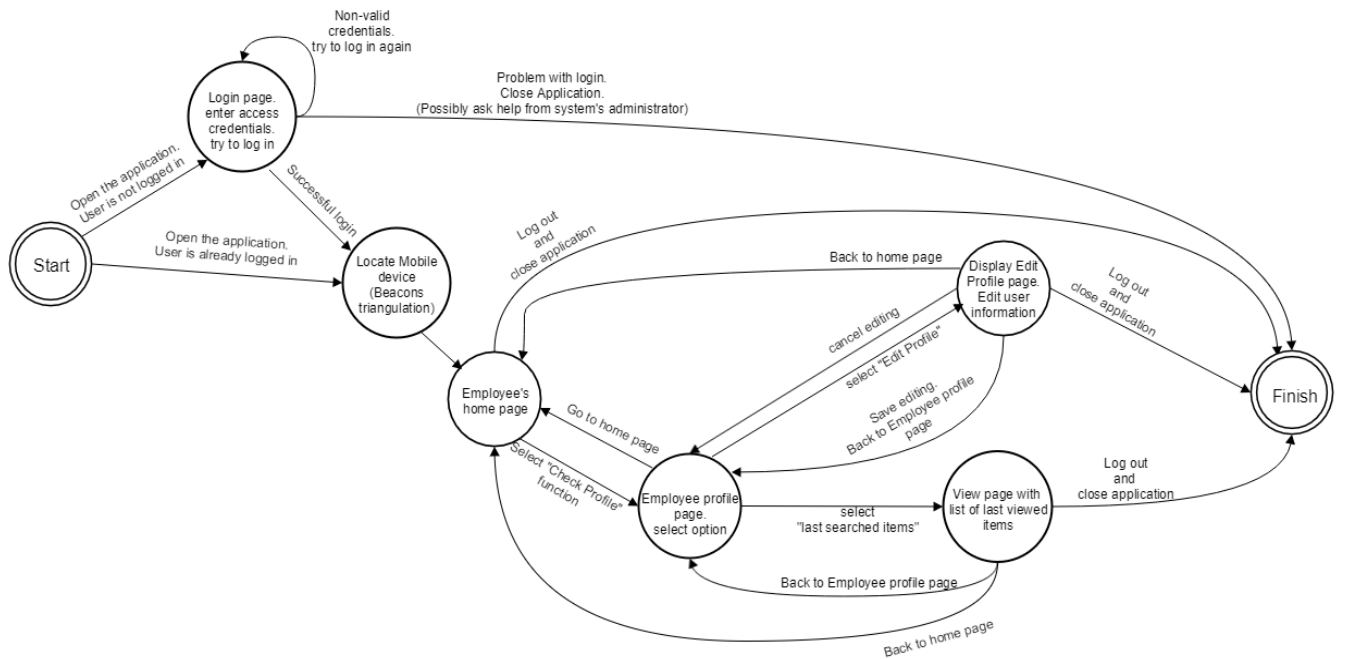 Non-valid
credentials.
try to log in again
Login page.
enter access
credentials.
try to log in
Problem with login.
Close Application.
(Possibly ask help from system's administrator)
Open the application.
User is not logged in
Successful login
Start
Open the application.
User is already logged in
Locate Mobile
device
(Beacons
triangulation)
Log out
and
close application
Back to home page
Display Edit
Profile page.
Edit user
information
Log out
and
close application
cancel editing
select "Edit Profile"
Employee's
home page
Finish
Go to home page
Save editing.
Back to Employee profile
page
Select "Check Profile"
function
Employee profile
page.
select option
select
"last searched items"
View page with
list of last viewed
items
Log out
and
close application
Back to Employee profile page
Back to home page